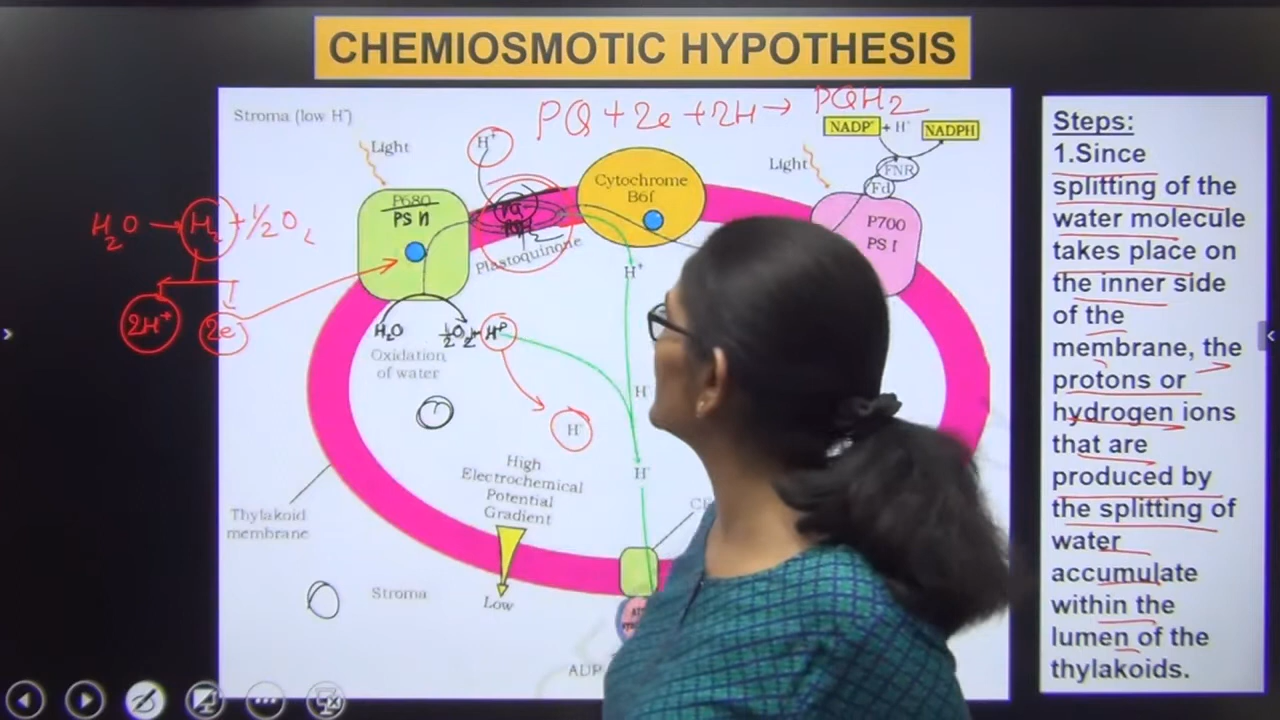 CHEMIOSMOTIC HYPOTHESIS
Stroma (low H⁺)
PQ + 2e + 2H → PQH2
NADP⁺ + H⁺
NADPH
Light
H⁺
Cytochrome
B6f
Light
FNR
Fd
P680
PS II
P700
PS I
H2O → H2 + ½O2
Plastoquinone
H⁺
2H⁺
2e
H2O
½O2 + H⁺
Oxidation
of water
H⁺
H⁺
High
Electrochemical
Potential
Gradient
H⁺
Thylakoid
membrane
Stroma
Low
ADP
Steps:
1.Since
splitting of the
water molecule
takes place on
the inner side
of the
membrane, the
protons or
hydrogen ions
that are
produced by
the splitting of
water
accumulate
within the
lumen of the
thylakoids.